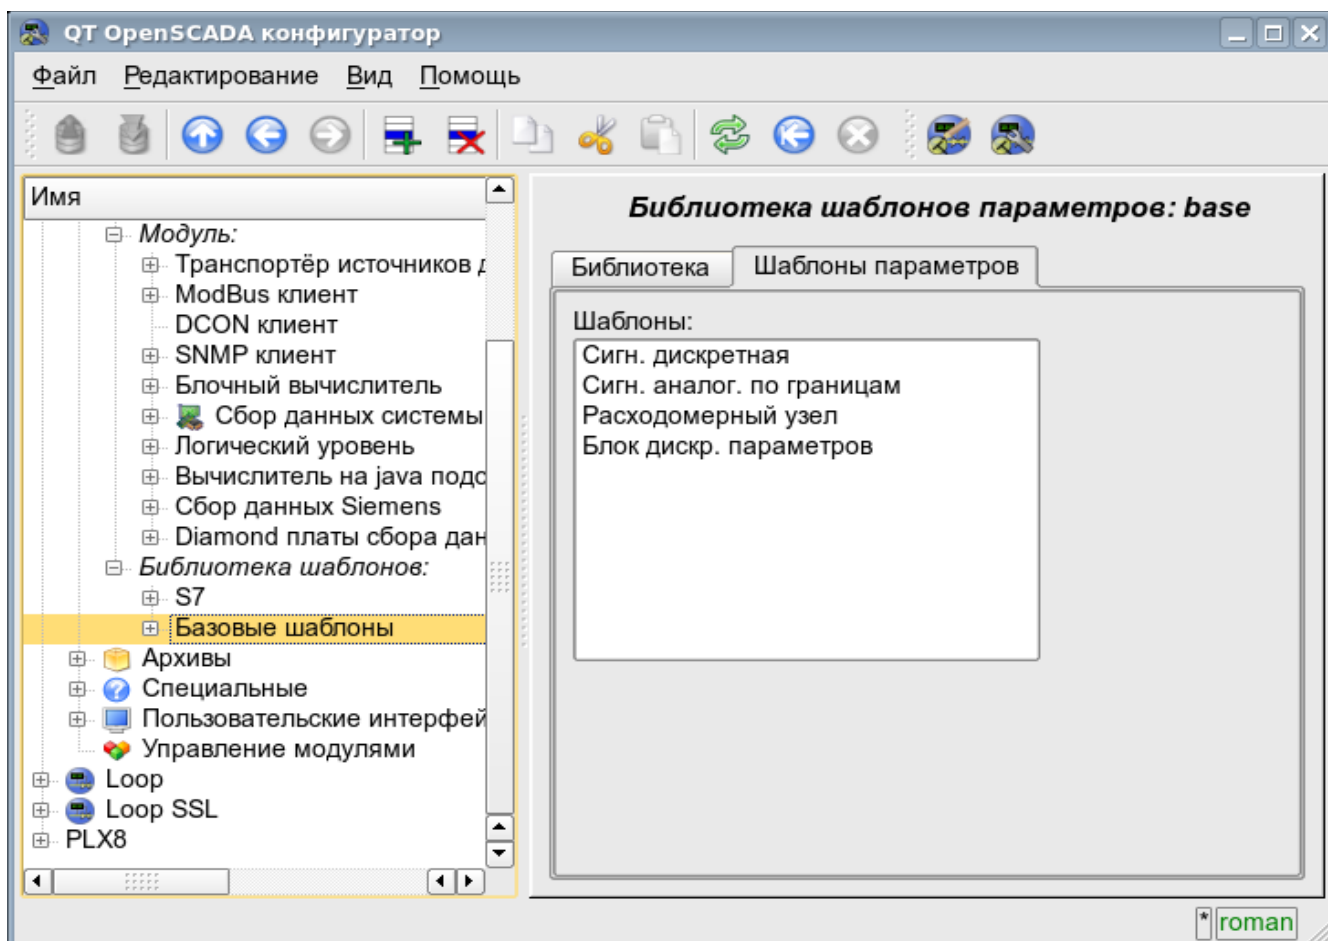 QT OpenSCADA конфигуратор
Файл Редактирование Вид Помощь
Имя
Модуль:
Транспортёр источников д
ModBus клиент
DCON клиент
SNMP клиент
Блочный вычислитель
Сбор данных системы
Логический уровень
Вычислитель на java подо
Сбор данных Siemens
Diamond платы сбора дан
Библиотека шаблонов:
S7
Базовые шаблоны
Архивы
Специальные
Пользовательские интерфей
Управление модулями
Loop
Loop SSL
PLX8
Библиотека шаблонов параметров: base
Библиотека Шаблоны параметров
Шаблоны:
Сигн. дискретная
Сигн. аналог. по границам
Расходомерный узел
Блок дискр. параметров
* roman